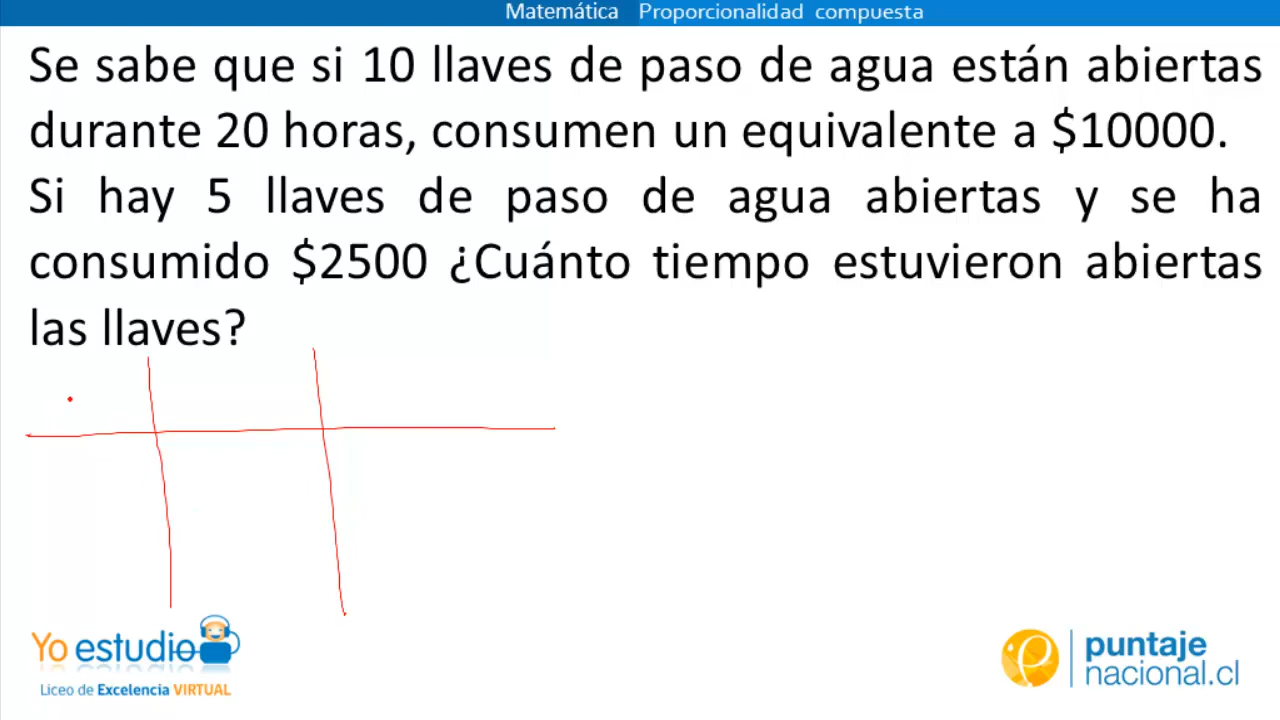 Matemática Proporcionalidad compuesta
Se sabe que si 10 llaves de paso de agua están abiertas
durante 20 horas, consumen un equivalente a $10000.
Si hay 5 llaves de paso de agua abiertas y se ha
consumido $2500 ¿Cuánto tiempo estuvieron abiertas
las llaves?
Yo estudio
Liceo de Excelencia VIRTUAL
puntaje
nacional.cl